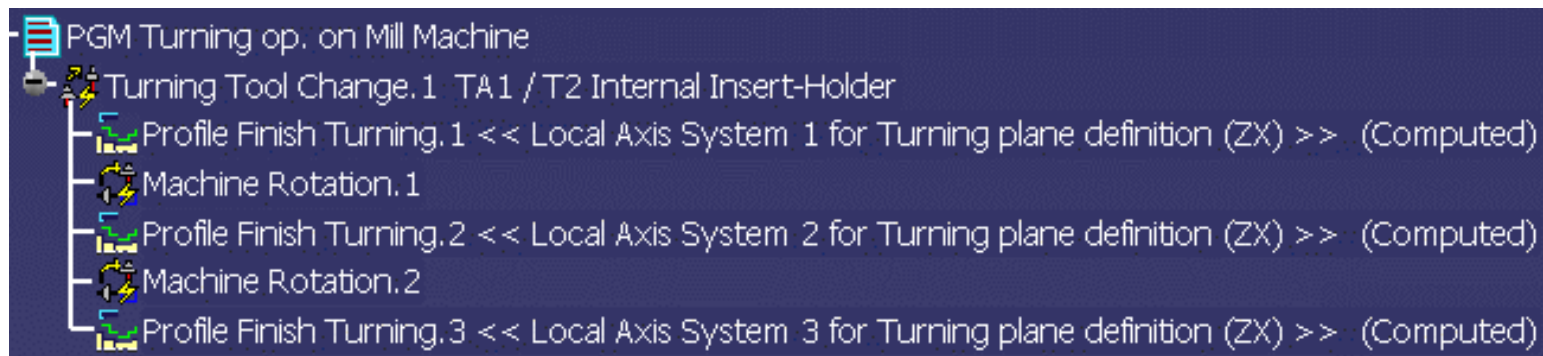 PGM Turning op. on Mill Machine
Turning Tool Change.1 TA1 / T2 Internal Insert-Holder
Profile Finish Turning.1 << Local Axis System 1 for Turning plane definition (ZX) >> (Computed)
Machine Rotation.1
Profile Finish Turning.2 << Local Axis System 2 for Turning plane definition (ZX) >> (Computed)
Machine Rotation.2
Profile Finish Turning.3 << Local Axis System 3 for Turning plane definition (ZX) >> (Computed)